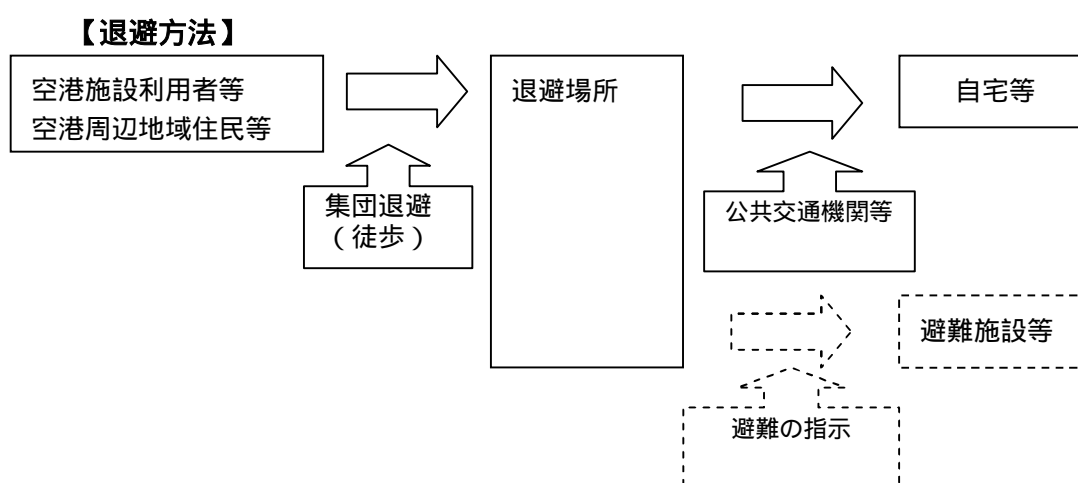 【退避方法】
空港施設利用者等
空港周辺地域住民等
退避場所
自宅等
集団退避
(徒歩)
公共交通機関等
避難施設等
避難の指示